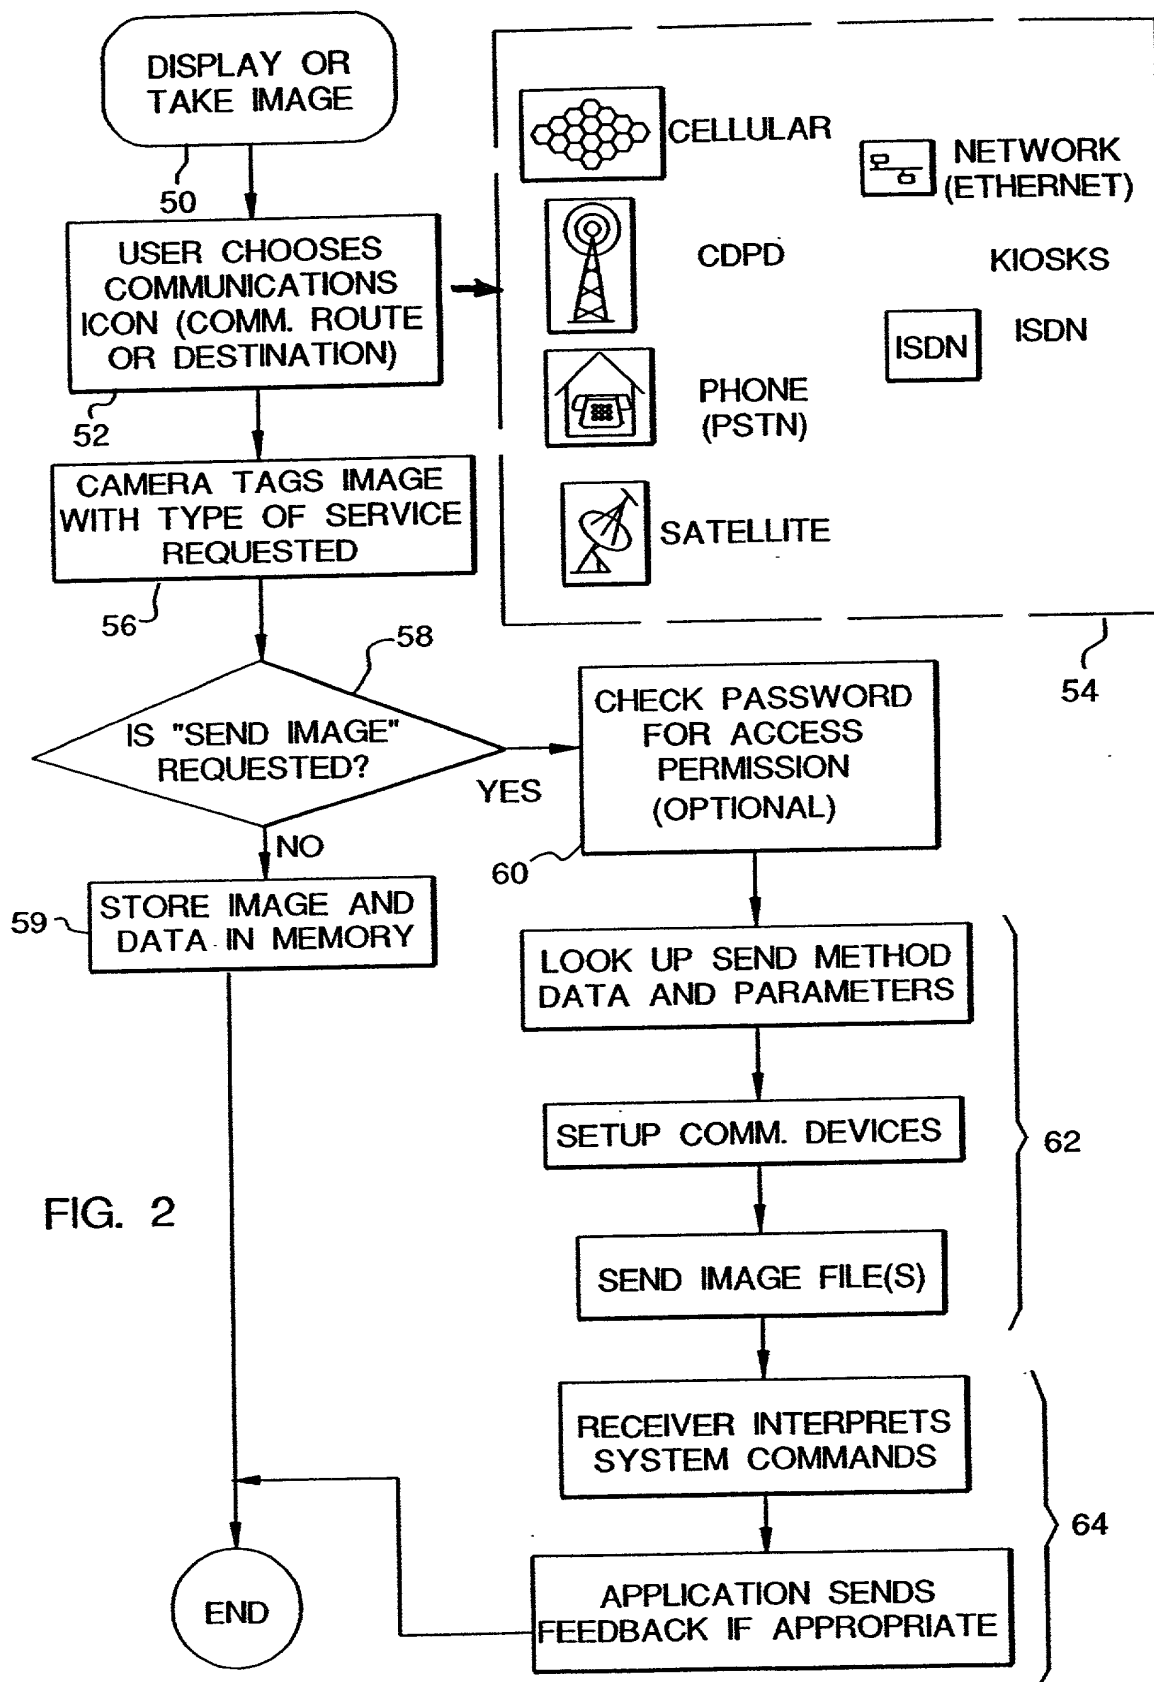 DISPLAY OR
TAKE IMAGE
50
USER CHOOSES
COMMUNICATIONS
ICON (COMM. ROUTE
OR DESTINATION)
52
CELLULAR
CDPD
PHONE
(PSTN)
SATELLITE
NETWORK
(ETHERNET)
KIOSKS
ISDN
ISDN
54
CAMERA TAGS IMAGE
WITH TYPE OF SERVICE
REQUESTED
56
58
IS "SEND IMAGE"
REQUESTED?
YES
NO
CHECK PASSWORD
FOR ACCESS
PERMISSION
(OPTIONAL)
60
59
STORE IMAGE AND
DATA IN MEMORY
LOOK UP SEND METHOD
DATA AND PARAMETERS
SETUP COMM. DEVICES
62
SEND IMAGE FILE(S)
FIG. 2
RECEIVER INTERPRETS
SYSTEM COMMANDS
64
APPLICATION SENDS
FEEDBACK IF APPROPRIATE
END